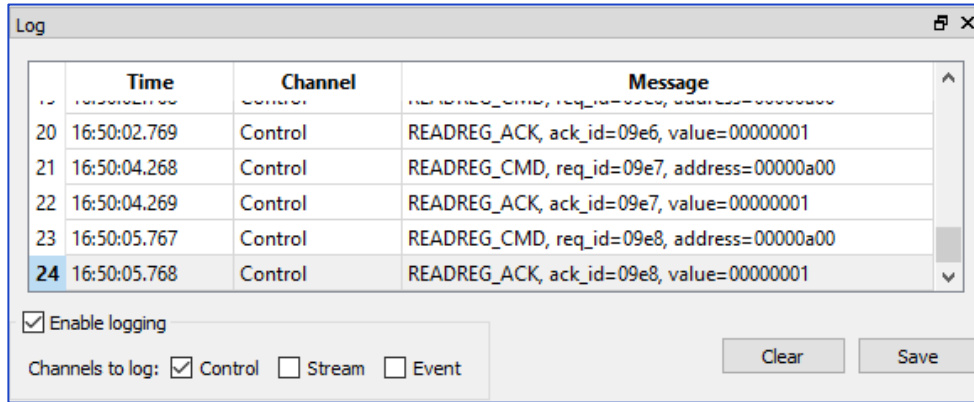 Log
Time Channel Message
20 16:50:02.769 Control READREG_ACK, ack_id=09e6, value=00000001
21 16:50:04.268 Control READREG_CMD, req_id=09e7, address=00000a00
22 16:50:04.269 Control READREG_ACK, ack_id=09e7, value=00000001
23 16:50:05.767 Control READREG_CMD, req_id=09e8, address=00000a00
24 16:50:05.768 Control READREG_ACK, ack_id=09e8, value=00000001
Enable logging
Channels to log: Control Stream Event Clear Save